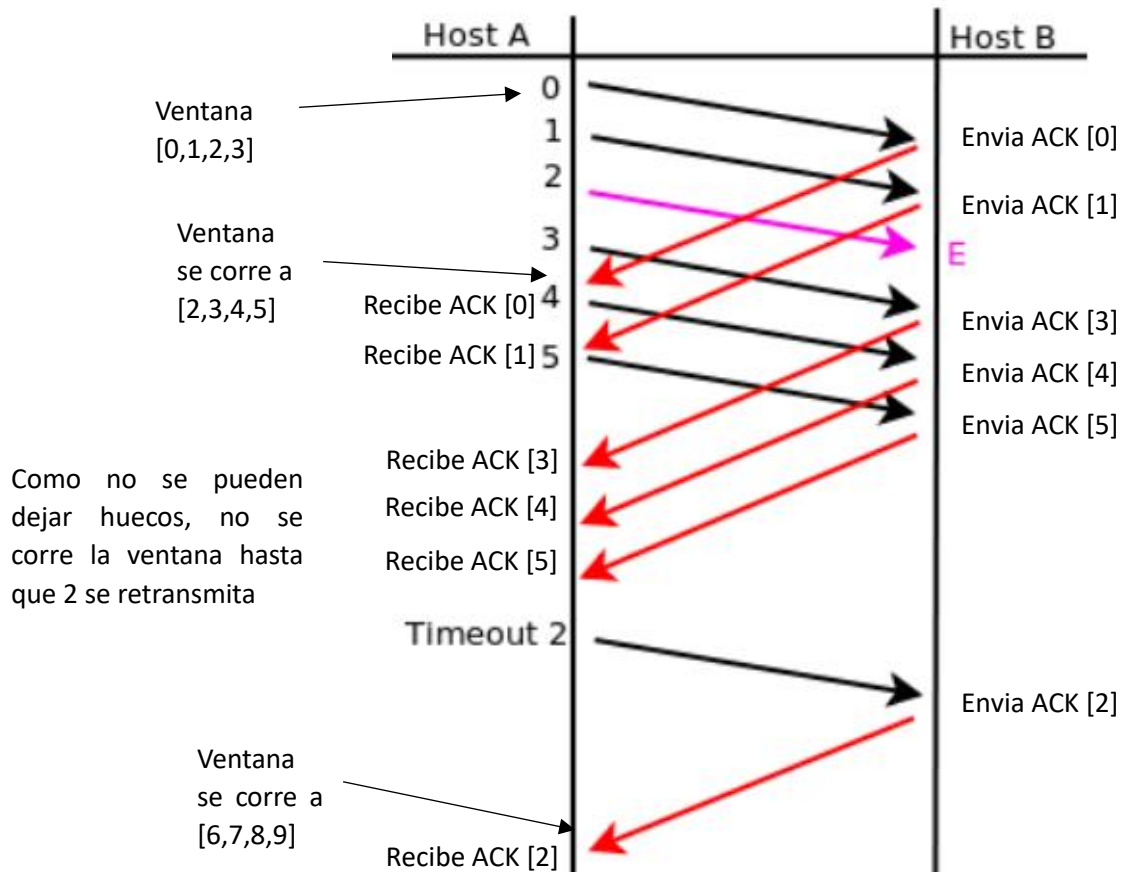 Host A
Host B
0
Ventana
[0,1,2,3]
1
Envia ACK [0]
2
Envia ACK [1]
Ventana
se corre a
[2,3,4,5]
3
E
4
Recibe ACK [0]
Envia ACK [3]
5
Recibe ACK [1]
Envia ACK [4]
Envia ACK [5]
Recibe ACK [3]
Como no se pueden
dejar huecos, no se
corre la ventana hasta
que 2 se retransmita
Recibe ACK [4]
Recibe ACK [5]
Timeout 2
Envia ACK [2]
Ventana
se corre a
[6,7,8,9]
Recibe ACK [2]